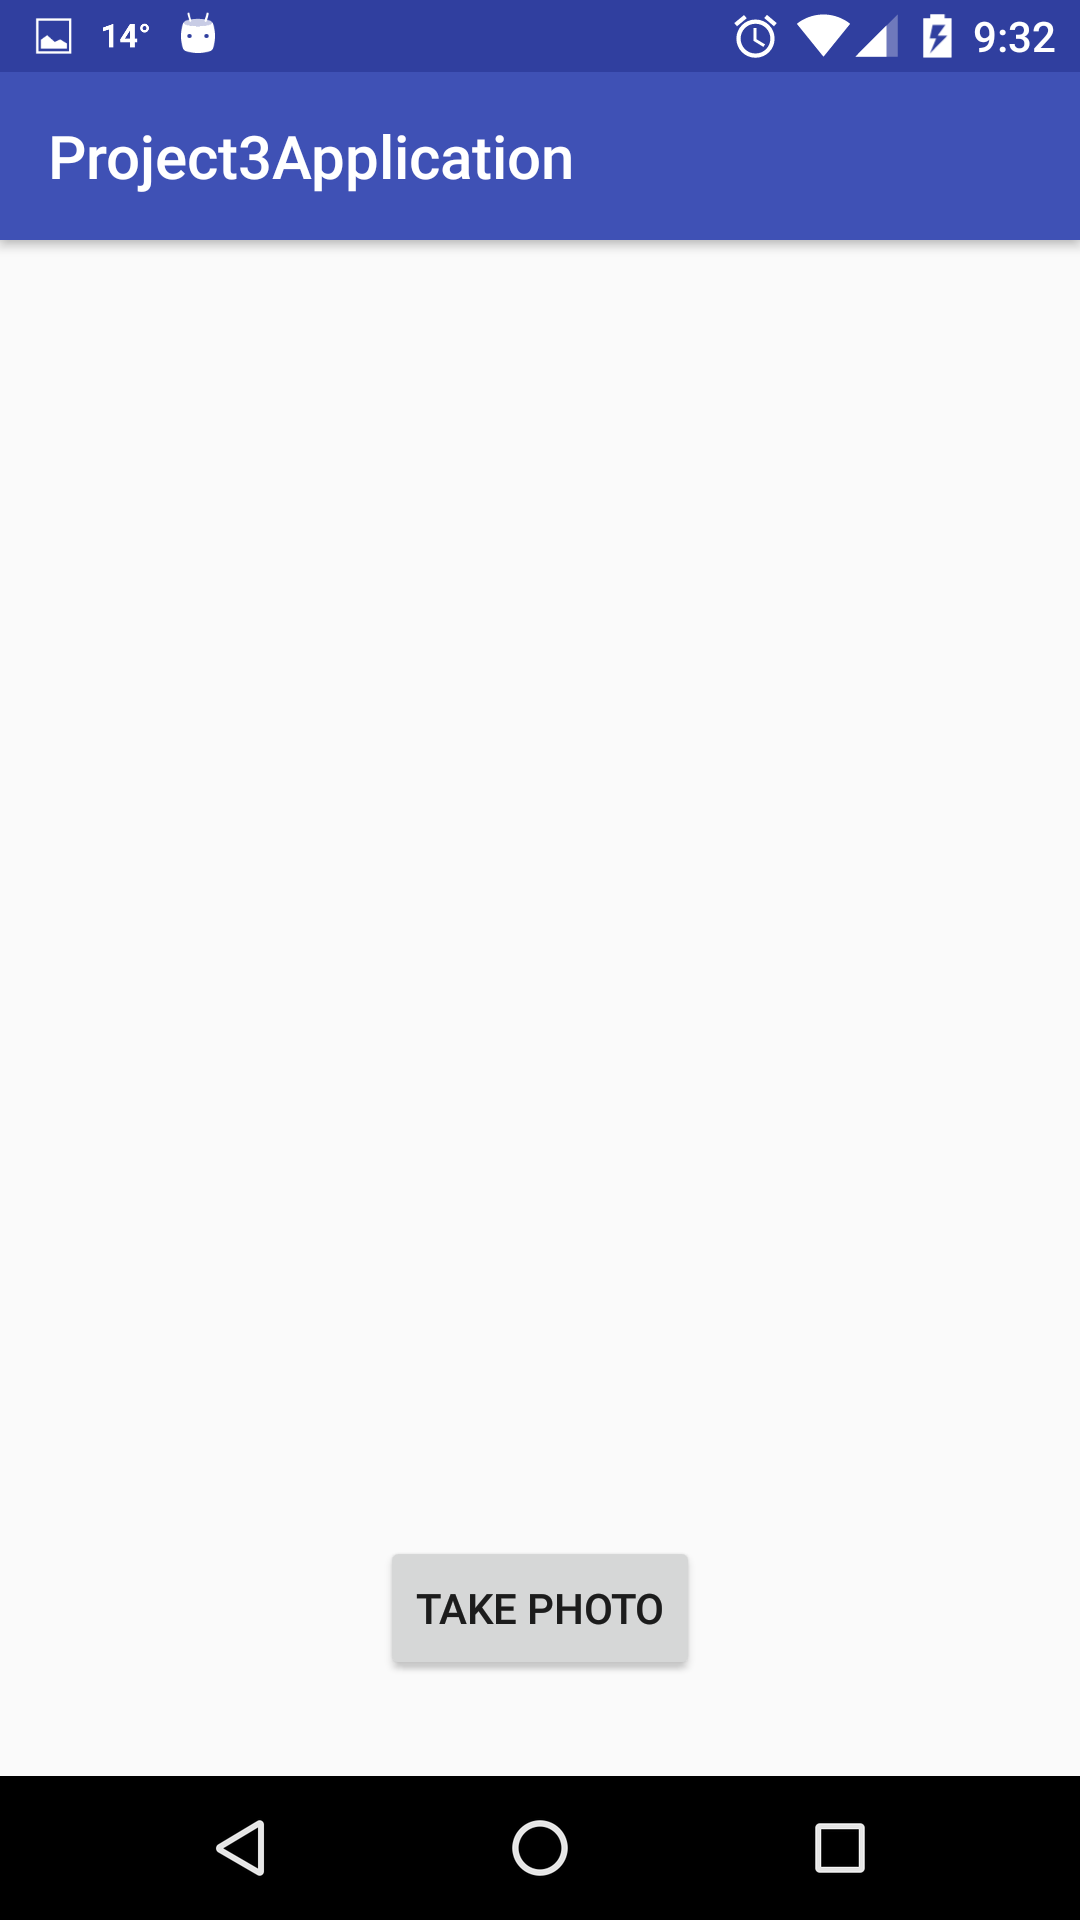 14° 9:32
Project3Application
TAKE PHOTO